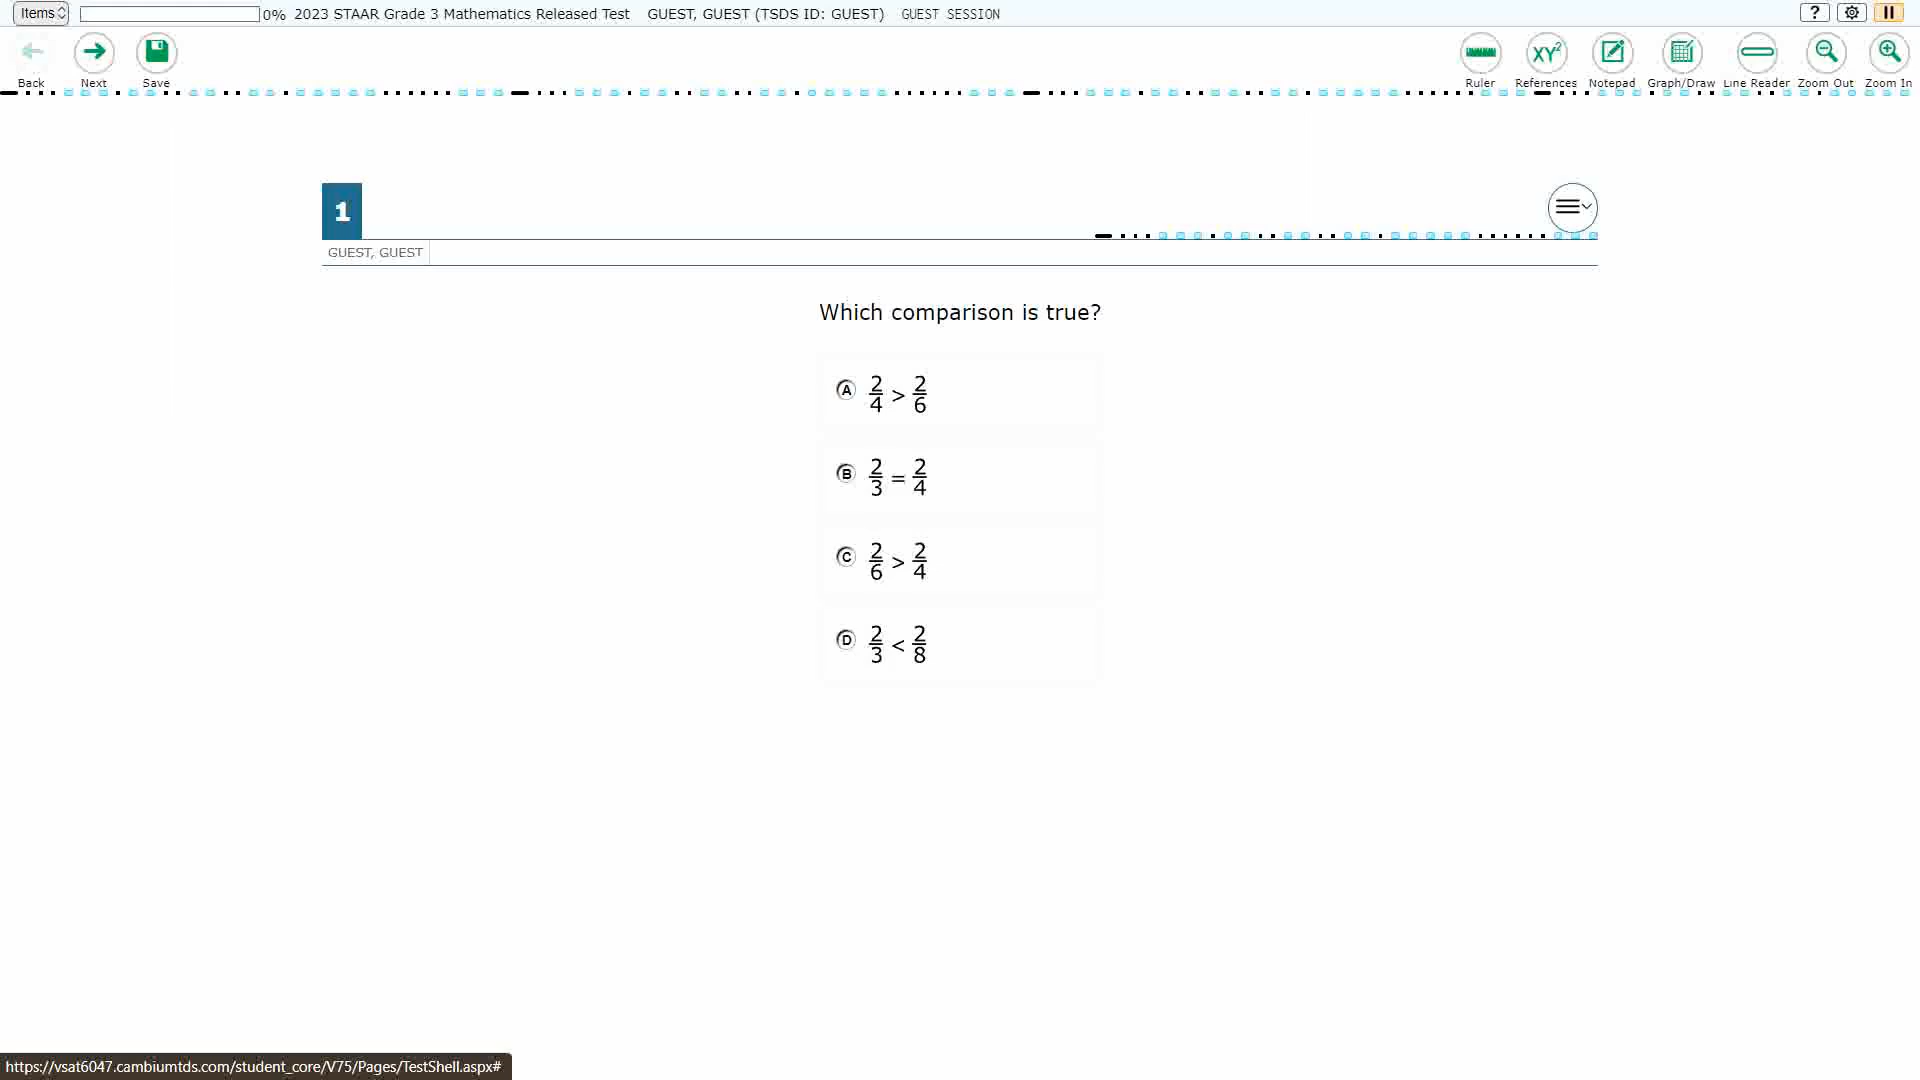 Items 0% 2023 STAAR Grade 3 Mathematics Released Test GUEST, GUEST (TSDS ID: GUEST) GUEST SESSION ?
XY²
Back Next Save Ruler References Notepad Graph/Draw Line Reader Zoom Out Zoom In
1
GUEST, GUEST
Which comparison is true?
A 2/4 > 2/6
B 2/3 = 2/4
C 2/6 > 2/4
D 2/3 < 2/8
https://vsat6047.cambiumtds.com/student_core/V75/Pages/TestShell.aspx#